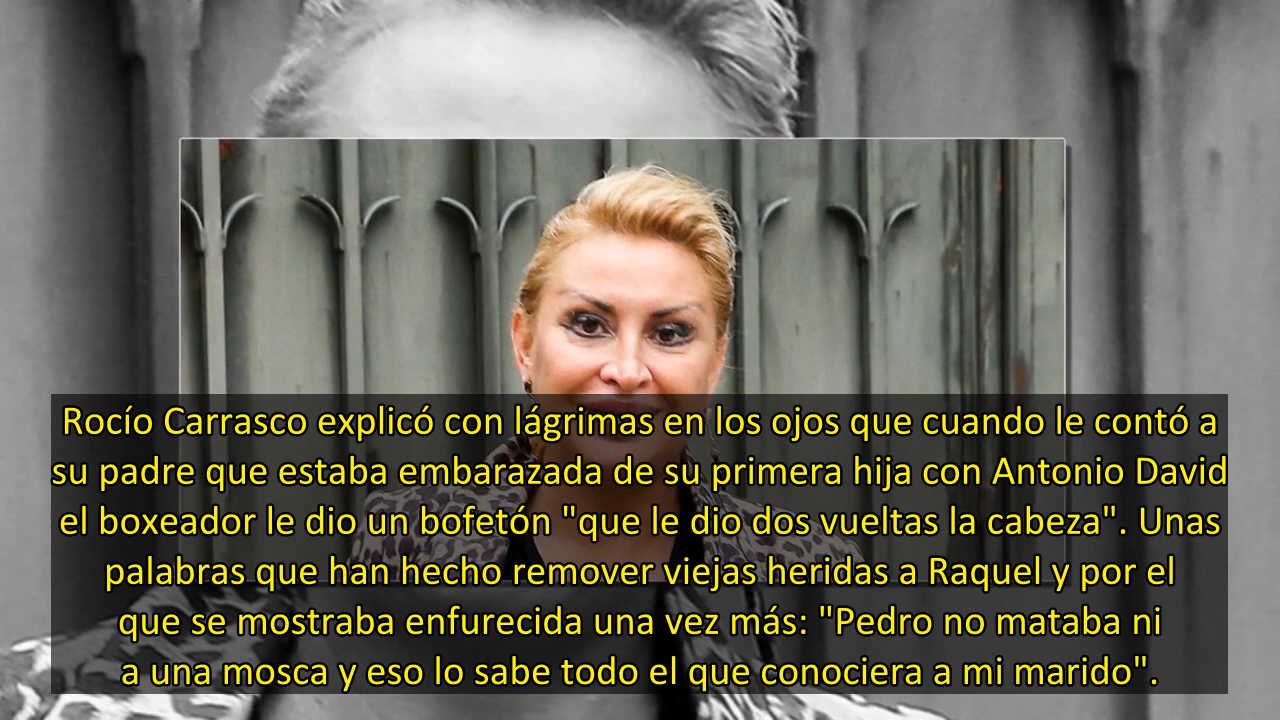 Rocío Carrasco explicó con lágrimas en los ojos que cuando le contó a
su padre que estaba embarazada de su primera hija con Antonio David
el boxeador le dio un bofetón "que le dio dos vueltas la cabeza". Unas
palabras que han hecho remover viejas heridas a Raquel y por el
que se mostraba enfurecida una vez más: "Pedro no mataba ni
a una mosca y eso lo sabe todo el que conociera a mi marido".